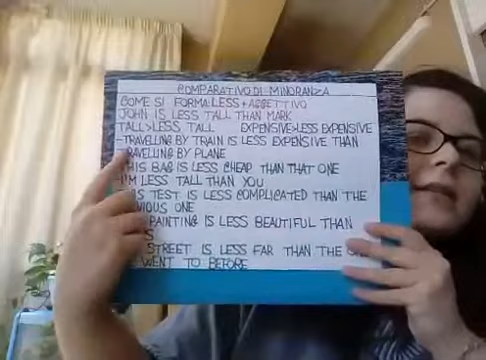 COMPARATIVO DI MINORANZA
COME SI FORMA: LESS + AGGETTIVO
JOHN IS LESS TALL THAN MARK
TALL>LESS TALL EXPENSIVE>LESS EXPENSIVE
-TRAVELLING BY TRAIN IS LESS EXPENSIVE THAN
TRAVELLING BY PLANE
THIS BAG IS LESS CHEAP THAN THAT ONE
I'M LESS TALL THAN YOU
TEST IS LESS COMPLICATED THAN THE
ONE
PAINTING IS LESS BEAUTIFUL THAN
STREET IS LESS FAR THAN THE
WENT TO BEFORE